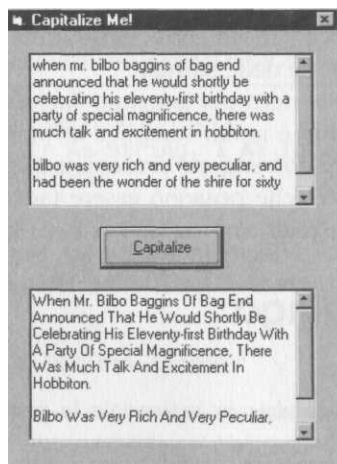 Capitalize Me!
when mr. bilbo baggins of bag end
announced that he would shortly be
celebrating his eleventy-first birthday with a
party of special magnificence, there was
much talk and excitement in hobbiton.
bilbo was very rich and very peculiar, and
had been the wonder of the shire for sixty
Capitalize
When Mr. Bilbo Baggins Of Bag End
Announced That He Would Shortly Be
Celebrating His Eleventy-first Birthday With
A Party Of Special Magnificence, There
Was Much Talk And Excitement In
Hobbiton.
Bilbo Was Very Rich And Very Peculiar,